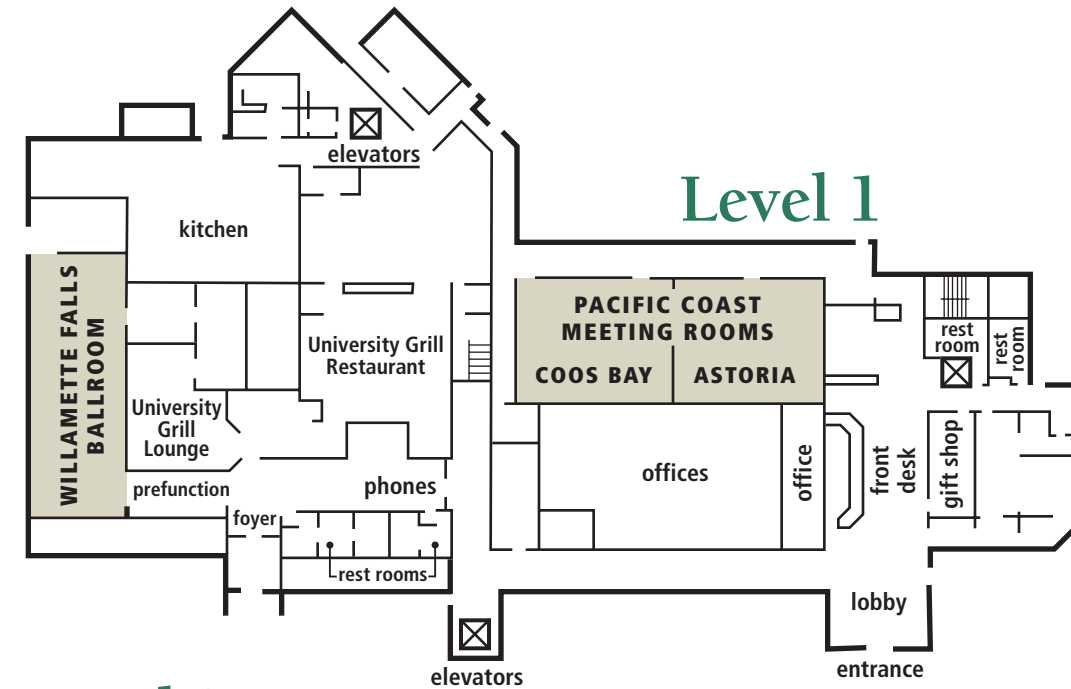 Level 1
elevators
kitchen
WILLAMETTE FALLS
BALLROOM
University Grill
Restaurant
PACIFIC COAST
MEETING ROOMS
COOS BAY
ASTORIA
rest
room
rest
room
University
Grill
Lounge
prefunction
phones
foyer
rest rooms
offices
office
front
desk
gift shop
lobby
entrance
elevators